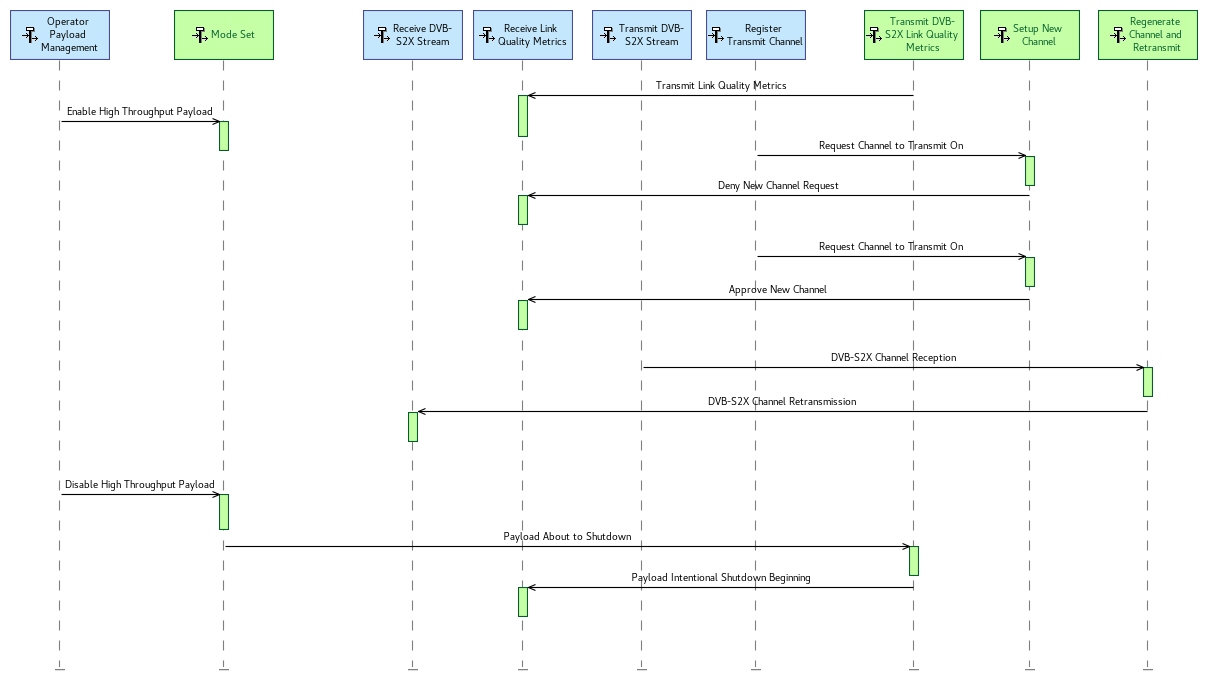 Operator
Payload
Management
Mode Set
Receive DVB-
S2X Stream
Receive Link
Quality Metrics
Transmit DVB-
S2X Stream
Register
Transmit Channel
Transmit DVB-
S2X Link Quality
Metrics
Setup New
Channel
Regenerate
Channel and
Retransmit
Transmit Link Quality Metrics
Enable High Throughput Payload
Request Channel to Transmit On
Deny New Channel Request
Request Channel to Transmit On
Approve New Channel
DVB-S2X Channel Reception
DVB-S2X Channel Retransmission
Disable High Throughput Payload
Payload About to Shutdown
Payload Intentional Shutdown Beginning